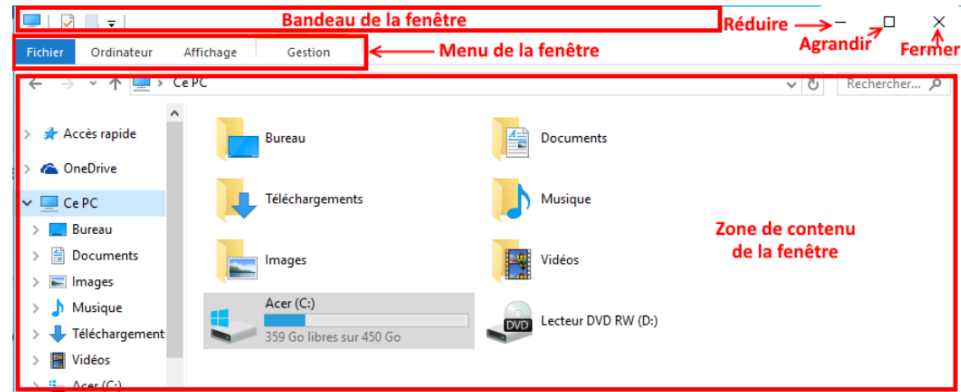 Bandeau de la fenêtre
Réduire
Agrandir
Fermer
Fichier Ordinateur Affichage Gestion
Menu de la fenêtre
Ce PC
Rechercher...
Accès rapide
OneDrive
Ce PC
Bureau
Documents
Images
Musique
Téléchargement
Vidéos
Acer (C:)
Bureau
Documents
Téléchargements
Musique
Images
Vidéos
Acer (C:)
359 Go libres sur 450 Go
DVD
Lecteur DVD RW (D:)
Zone de contenu
de la fenêtre